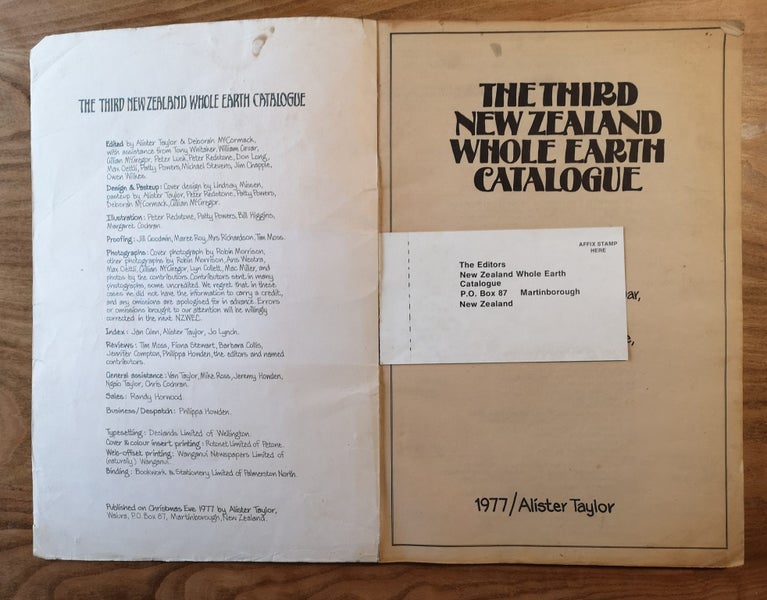 THE THIRD NEW ZEALAND WHOLE EARTH CATALOGUE
Edited by Alister Taylor & Deborah McCormack,
with assistance from Tony Whitaker, William Cesar,
Gillian McGregor, Peter Lusk, Peter Redstone, Don Long,
Max Oettli, Patty Powers, Michael Stevens, Jim Chapple,
Owen Wilkes.
Design & Pasteup: Cover design by Lindsay Missen,
pasteup by Alister Taylor, Peter Redstone, Patty Powers,
Deborah McCormack, Gillian McGregor.
Illustration: Peter Redstone, Patty Powers, Bill Higgins,
Margaret Cochran.
Proofing: Jill Goodwin, Maree Roy, Mrs Richardson, Tim Moss.
Photographs: Cover photograph by Robin Morrison,
other photographs by Robin Morrison, Ans Westra,
Max Oettli, Gillian McGregor, Lyn Collett, Mac Miller, and
photos by the contributors. Contributors sent in many
photographs, some uncredited. We regret that in these
cases we did not have the information to carry a credit,
and any omissions are apologised for in advance. Errors
or omissions brought to our attention will be willingly
corrected in the next NZWEC.
Index: JanGinn, Alister Taylor, Jo Lynch.
Reviews: Tim Moss, Fiona Stewart, Barbara Collis,
Jennifer Compton, Philippa Howden, the editors and named
contributors.
General assistance: Van Taylor, Mike Ross, Jeremy Howden,
Ngaio Taylor, Chris Cochran.
Sales: Randy Horwood.
Business/Despatch: Philippa Howden.
Typesetting: Deslands Limited of Wellington.
Cover & colour insert printing: Rotonet Limited of Petone.
Web-offset printing: Wanganui Newspapers Limited of
(naturally) Wanganui.
Binding: Bookwork & Stationery Limited of Palmerston North.
Published on Christmas Eve 1977 by Alister Taylor,
Waiura, P.O. Box 87, Martinborough, New Zealand.
THE THIRD
NEW ZEALAND
WHOLE EARTH
CATALOGUE
AFFIX STAMP
HERE
The Editors
New Zealand Whole Earth
Catalogue
P.O. Box 87 Martinborough
New Zealand
1977/Alister Taylor